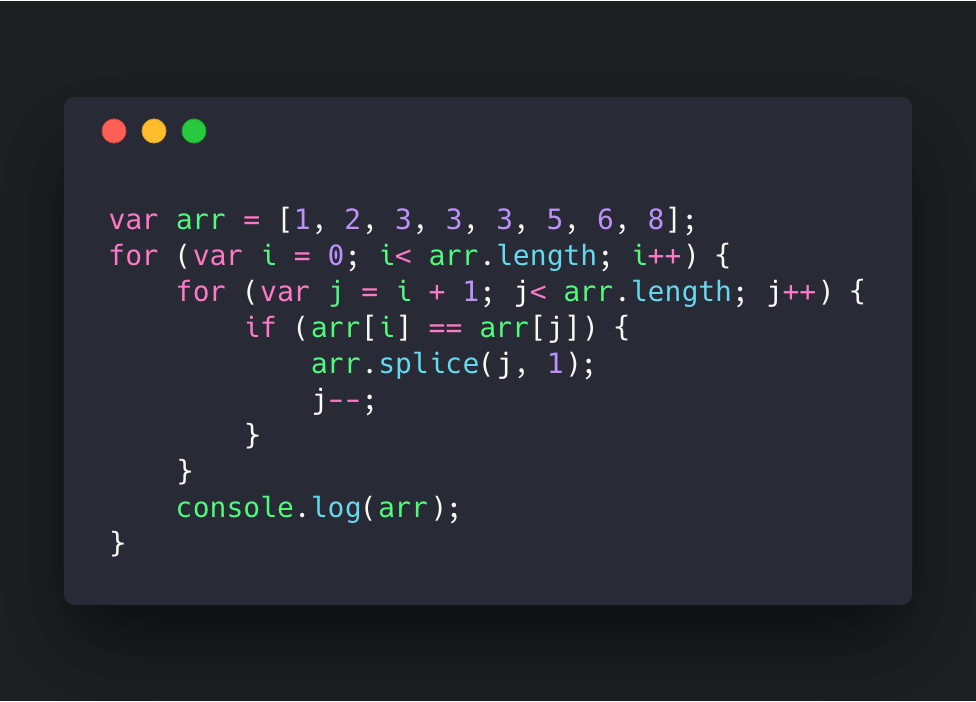 var arr = [1, 2, 3, 3, 3, 5, 6, 8];
for (var i = 0; i< arr.length; i++) {
    for (var j = i + 1; j< arr.length; j++) {
        if (arr[i] == arr[j]) {
            arr.splice(j, 1);
            j--;
        }
    }
    console.log(arr);
}